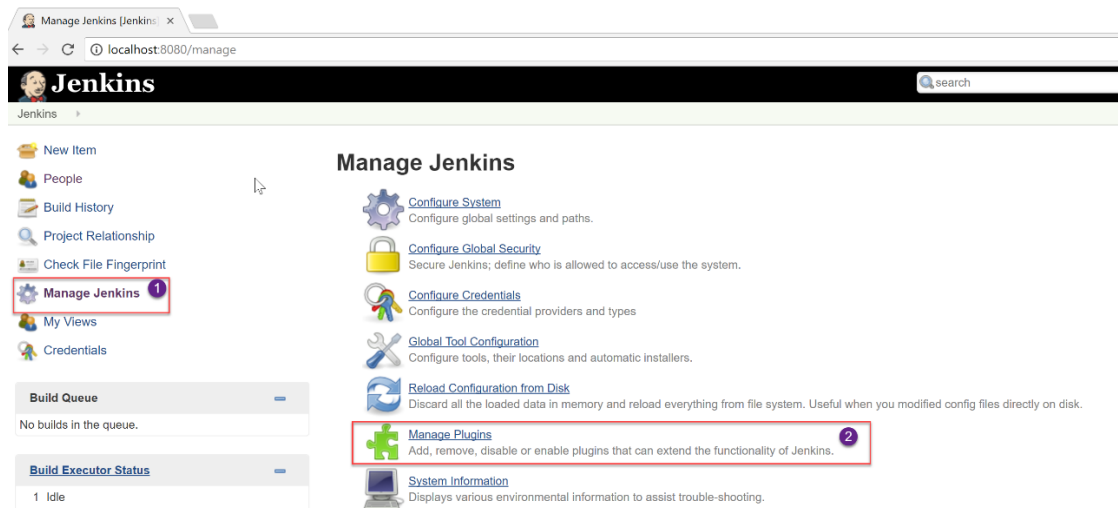 Manage Jenkins [Jenkins]
localhost:8080/manage
Jenkins
search
Jenkins
New Item
People
Build History
Project Relationship
Check File Fingerprint
Manage Jenkins 1
My Views
Credentials
Build Queue
No builds in the queue.
Build Executor Status
1 Idle
Manage Jenkins
Configure System
Configure global settings and paths.
Configure Global Security
Secure Jenkins; define who is allowed to access/use the system.
Configure Credentials
Configure the credential providers and types
Global Tool Configuration
Configure tools, their locations and automatic installers.
Reload Configuration from Disk
Discard all the loaded data in memory and reload everything from file system. Useful when you modified config files directly on disk.
Manage Plugins 2
Add, remove, disable or enable plugins that can extend the functionality of Jenkins.
System Information
Displays various environmental information to assist trouble-shooting.